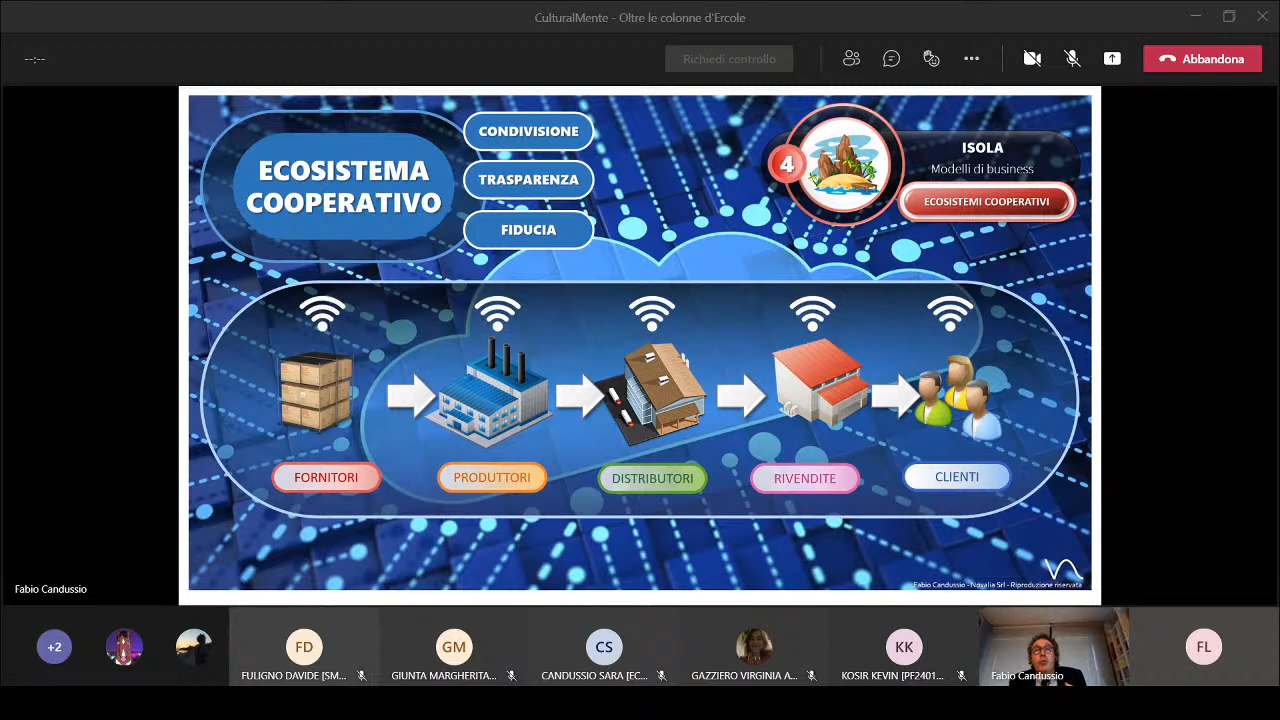 CulturalMente - Oltre le colonne d'Ercole
--:--
Richiedi controllo
Abbandona
ECOSISTEMA
COOPERATIVO
CONDIVISIONE
TRASPARENZA
FIDUCIA
4
ISOLA
Modelli di business
ECOSISTEMI COOPERATIVI
FORNITORI
PRODUTTORI
DISTRIBUTORI
RIVENDITE
CLIENTI
Fabio Candussio - Novalia Srl - Riproduzione riservata
Fabio Candussio
+2
FD
GM
CS
KK
FL
FULIGNO DAVIDE [SM...
GIUNTA MARGHERITA...
CANDUSSIO SARA [EC...
GAZZIERO VIRGINIA A...
KOSIR KEVIN [PF2401...
Fabio Candussio